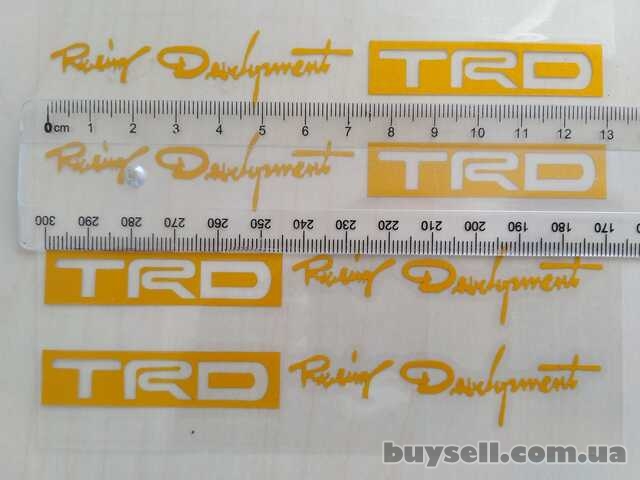 Racing Development TRD
0 cm 1 2 3 4 5 6 7 8 9 10 11 12 13
Racing Development TRD
300 290 280 270 260 250 240 230 220 210 200 190 180 170
TRD Racing Development
TRD Racing Development
buysell.com.ua